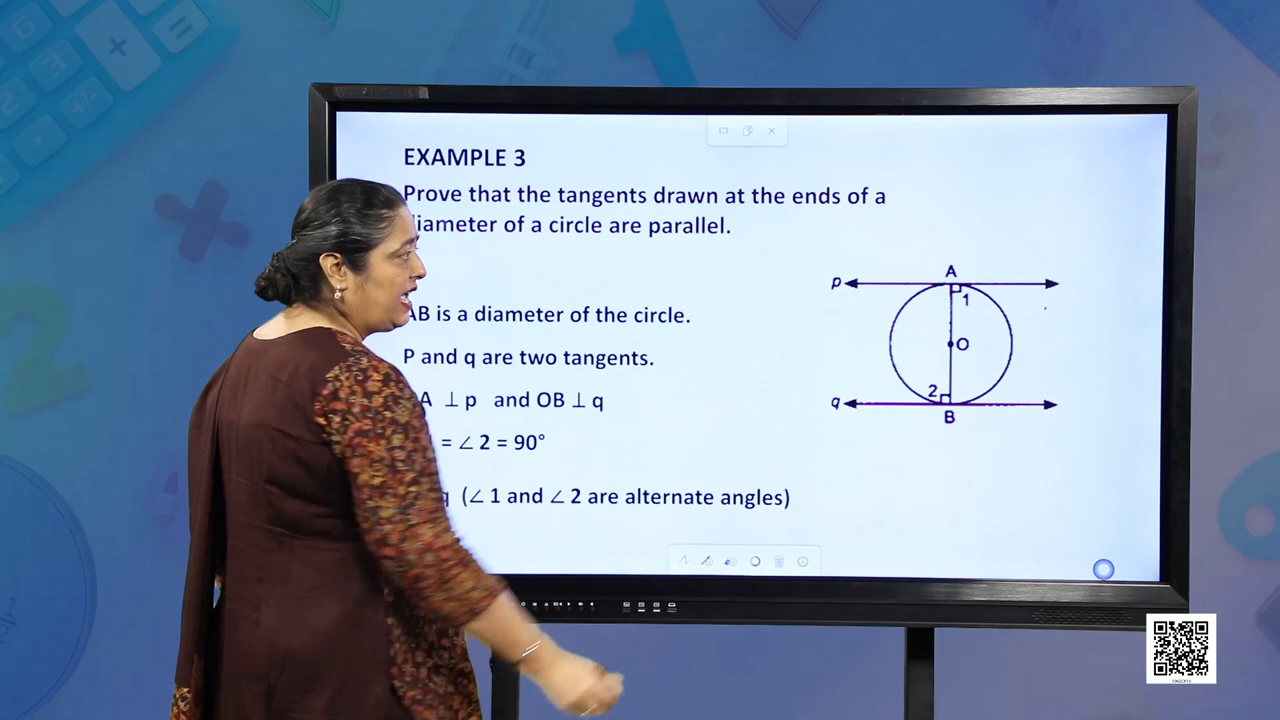 EXAMPLE 3
Prove that the tangents drawn at the ends of a
diameter of a circle are parallel.
AB is a diameter of the circle.
P and q are two tangents.
A ⊥ p and OB ⊥ q
= ∠ 2 = 90°
q (∠ 1 and ∠ 2 are alternate angles)
A
p
1
O
2
q
B